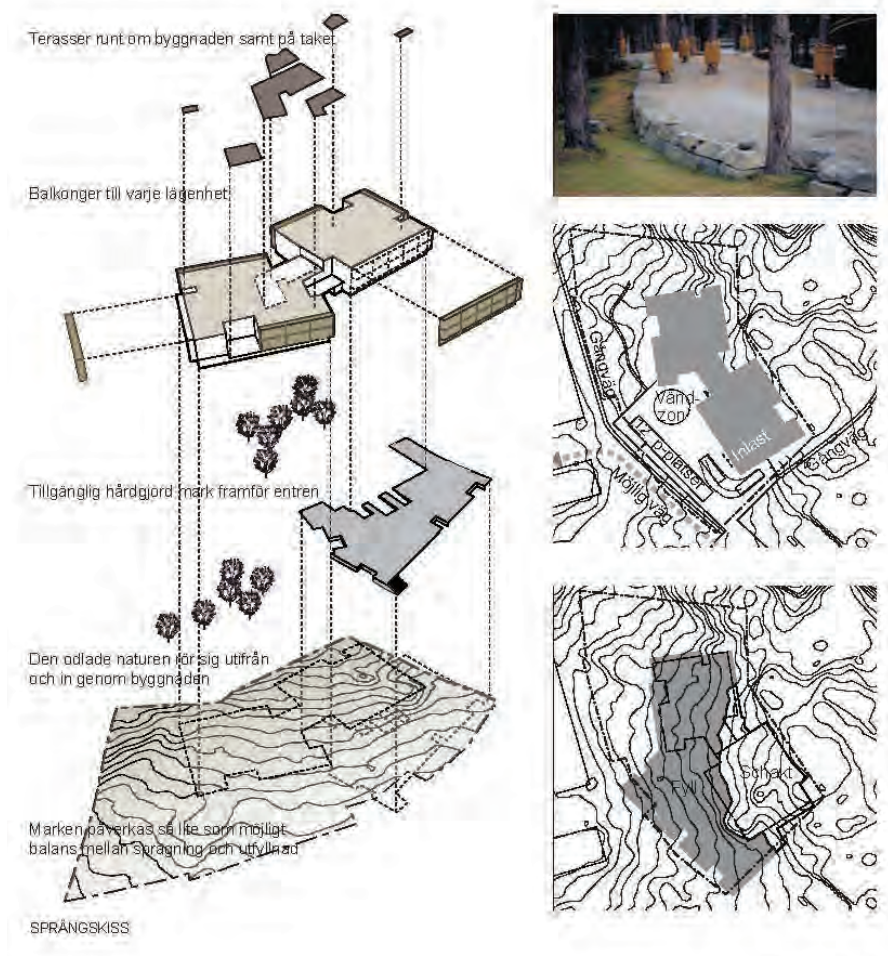 Terasser runt om byggnaden samt på taket
Balkonger till varje lägenhet
Tillgänglig hårdgjord mark framför entren
Den odlade naturen rör sig utifrån
och in genom byggnaden
Marken påverkas så lite som möjligt
balans mellan sprägning och utfyllnad
SPRÄNGSKISS
Gångväg
Vänd-
zon
17 p-platser
Inlast
Gångväg
Möjlig väg
Fyll
Schakt